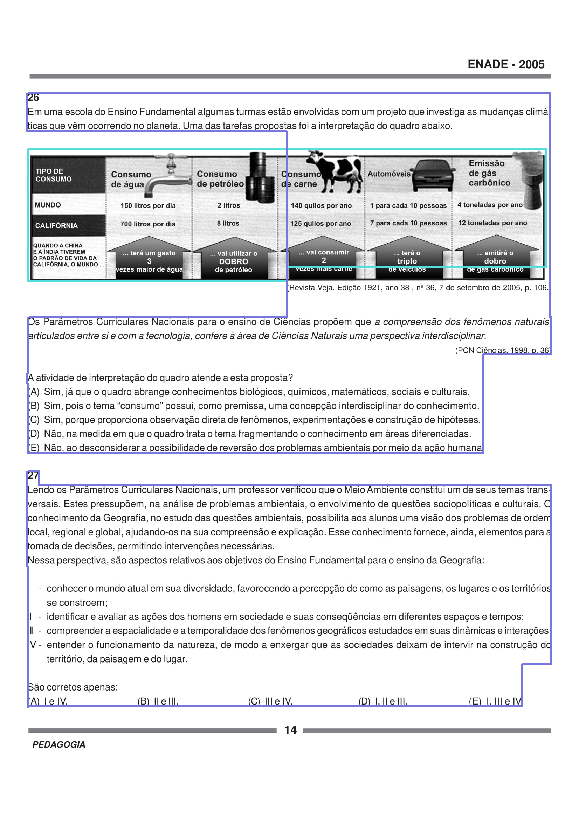 ENADE - 2005
26
Em uma escola do Ensino Fundamental algumas turmas estão envolvidas com um projeto que investiga as mudanças climá
ticas que vêm ocorrendo no planeta. Uma das tarefas propostas foi a interpretação do quadro abaixo.
TIPO DE CONSUMO
Consumo de água
Consumo de petróleo
Consumo de carne
Automóveis
Emissão de gás carbônico
MUNDO 150 litros por dia 2 litros 140 quilos por ano 1 para cada 10 pessoas 4 toneladas por ano
CALIFÓRNIA 700 litros por dia 8 litros 125 quilos por ano 7 para cada 10 pessoas 12 toneladas por ano
QUANDO A CHINA E A ÍNDIA TIVEREM O PADRÃO DE VIDA DA CALIFÓRNIA, O MUNDO...
... terá um gasto 3 vezes maior de água
... vai utilizar o DOBRO de petróleo
... vai consumir 2 vezes mais carne
... terá o triplo de veículos
... emitirá o dobro de gás carbônico
(Revista Veja. Edição 1921, ano 38 , nº 36, 7 de setembro de 2005, p. 106.
Os Parâmetros Curriculares Nacionais para o ensino de Ciências propõem que a compreensão dos fenômenos naturais
articulados entre si e com a tecnologia, confere à área de Ciências Naturais uma perspectiva interdisciplinar.
(PCN Ciências, 1998, p. 36)
A atividade de interpretação do quadro atende a esta proposta?
(A) Sim, já que o quadro abrange conhecimentos biológicos, químicos, matemáticos, sociais e culturais.
(B) Sim, pois o tema “consumo” possui, como premissa, uma concepção interdisciplinar do conhecimento.
(C) Sim, porque proporciona observação direta de fenômenos, experimentações e construção de hipóteses.
(D) Não, na medida em que o quadro trata o tema fragmentando o conhecimento em áreas diferenciadas.
(E) Não, ao desconsiderar a possibilidade de reversão dos problemas ambientais por meio da ação humana
27
Lendo os Parâmetros Curriculares Nacionais, um professor verificou que o Meio Ambiente constitui um de seus temas trans-
versais. Estes pressupõem, na análise de problemas ambientais, o envolvimento de questões sociopolíticas e culturais. O
conhecimento da Geografia, no estudo das questões ambientais, possibilita aos alunos uma visão dos problemas de ordem
local, regional e global, ajudando-os na sua compreensão e explicação. Esse conhecimento fornece, ainda, elementos para a
tomada de decisões, permitindo intervenções necessárias.
Nessa perspectiva, são aspectos relativos aos objetivos do Ensino Fundamental para o ensino da Geografia:
- conhecer o mundo atual em sua diversidade, favorecendo a percepção de como as paisagens, os lugares e os territórios
se constroem;
II - identificar e avaliar as ações dos homens em sociedade e suas conseqüências em diferentes espaços e tempos;
III - compreender a espacialidade e a temporalidade dos fenômenos geográficos estudados em suas dinâmicas e interações
IV - entender o funcionamento da natureza, de modo a enxergar que as sociedades deixam de intervir na construção do
território, da paisagem e do lugar.
São corretos apenas:
(A) I e IV. (B) II e III. (C) III e IV. (D) I, II e III. (E) I, III e IV
14
PEDAGOGIA